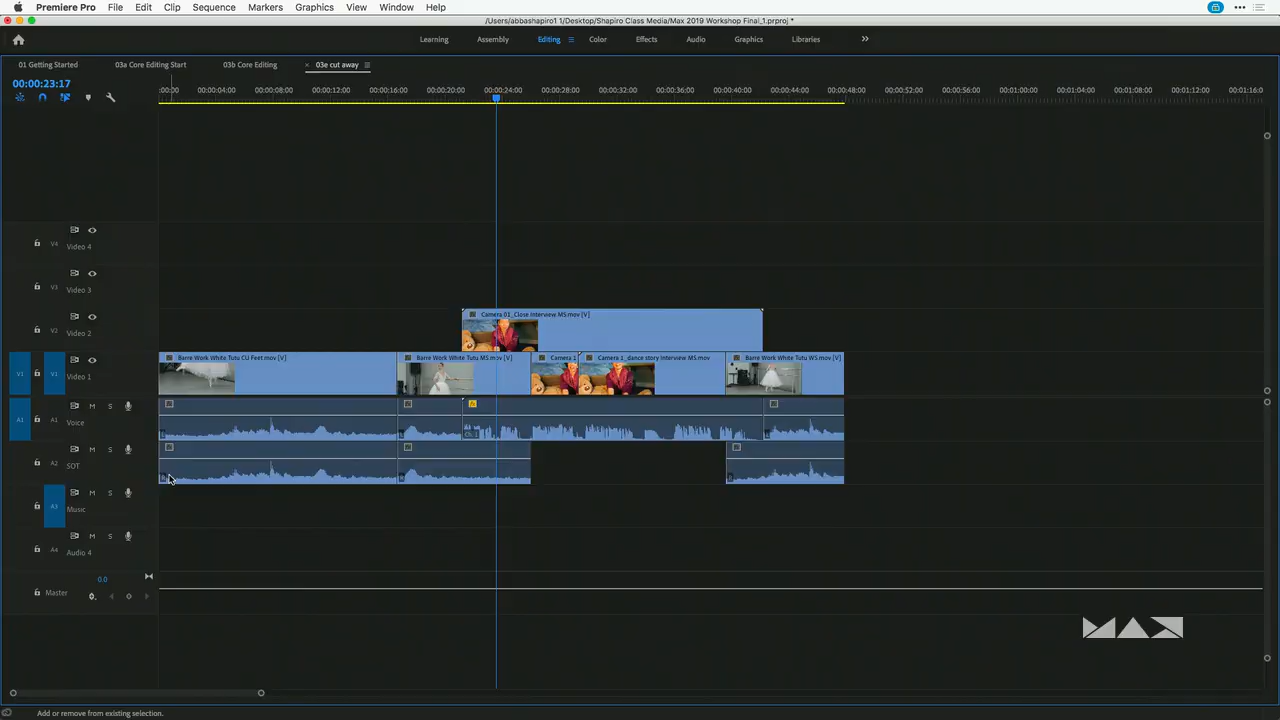 Premiere Pro File Edit Clip Sequence Markers Graphics View Window Help
/Users/abbashapiro1 1/Desktop/Shapiro Class Media/Max 2019 Workshop Final_1.prproj *
Learning Assembly Editing Color Effects Audio Graphics Libraries
01 Getting Started 03a Core Editing Start 03b Core Editing 03e cut away
00:00:23:17
:00:00 00:00:04:00 00:00:08:00 00:00:12:00 00:00:16:00 00:00:20:00 00:00:24:00 00:00:28:00 00:00:32:00 00:00:36:00 00:00:40:00 00:00:44:00 00:00:48:00 00:00:52:00 00:00:56:00 00:01:00:00 00:01:04:00 00:01:08:00 00:01:12:00 00:01:16:0
V4 Video 4
V3 Video 3
V2 Video 2
Camera 01_Close Interview MS.mov [V]
V1 V1 Video 1
Barre Work White Tutu CU Feet.mov [V] Barre Work White Tutu MS.mov [V] Camera 1 Camera 1_dance story Interview MS.mov Barre Work White Tutu WS.mov [V]
A1 A1 M S Voice
Ch. 1
A2 M S SOT
A3 M S Music
A4 M S Audio 4
0.0
Master
MAX
Add or remove from existing selection.